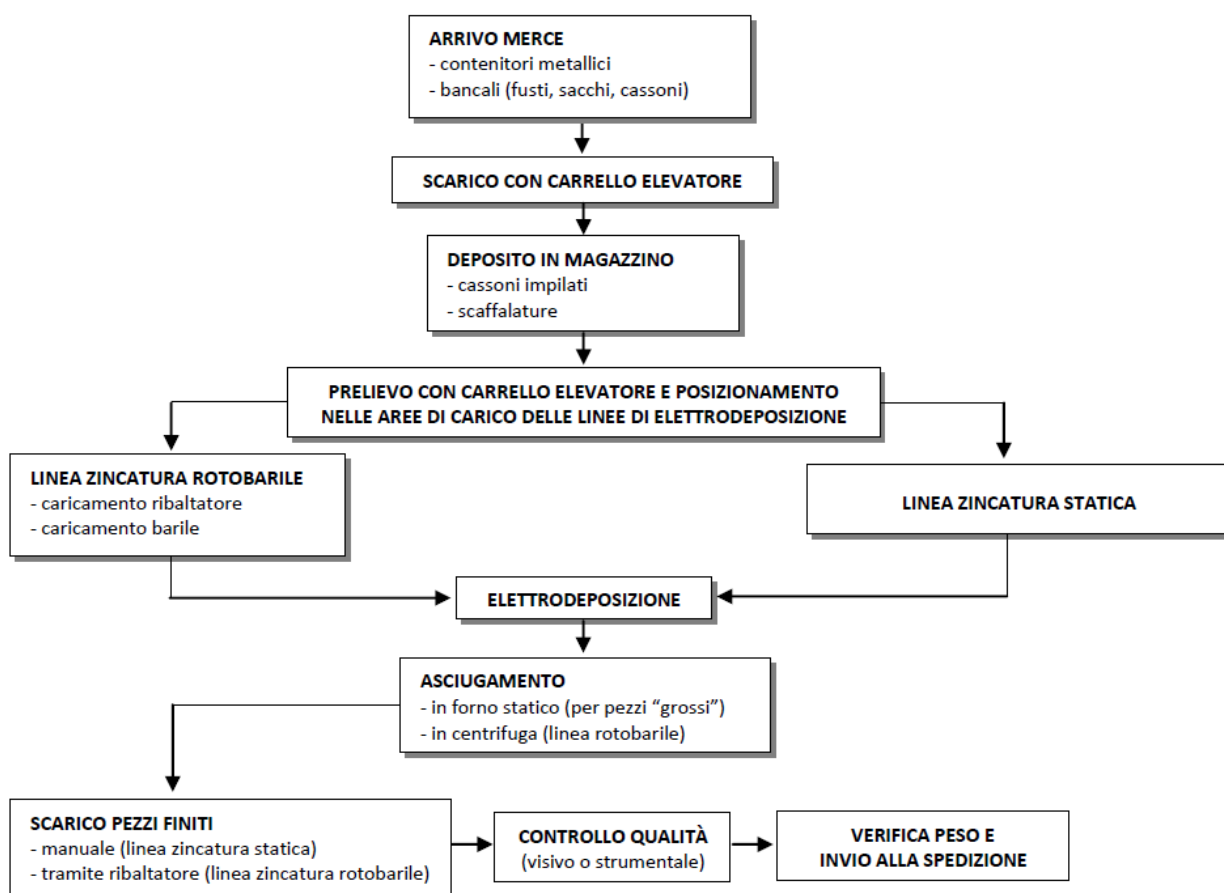 ARRIVO MERCE
- contenitori metallici
- bancali (fusti, sacchi, cassoni)
SCARICO CON CARRELLO ELEVATORE
DEPOSITO IN MAGAZZINO
- cassoni impilati
- scaffalature
PRELIEVO CON CARRELLO ELEVATORE E POSIZIONAMENTO
NELLE AREE DI CARICO DELLE LINEE DI ELETTRODEPOSIZIONE
LINEA ZINCATURA ROTOBARILE
- caricamento ribaltatore
- caricamento barile
LINEA ZINCATURA STATICA
ELETTRODEPOSIZIONE
ASCIUGAMENTO
- in forno statico (per pezzi “grossi”)
- in centrifuga (linea rotobarile)
SCARICO PEZZI FINITI
- manuale (linea zincatura statica)
- tramite ribaltatore (linea zincatura rotobarile)
CONTROLLO QUALITÀ
(visivo o strumentale)
VERIFICA PESO E
INVIO ALLA SPEDIZIONE